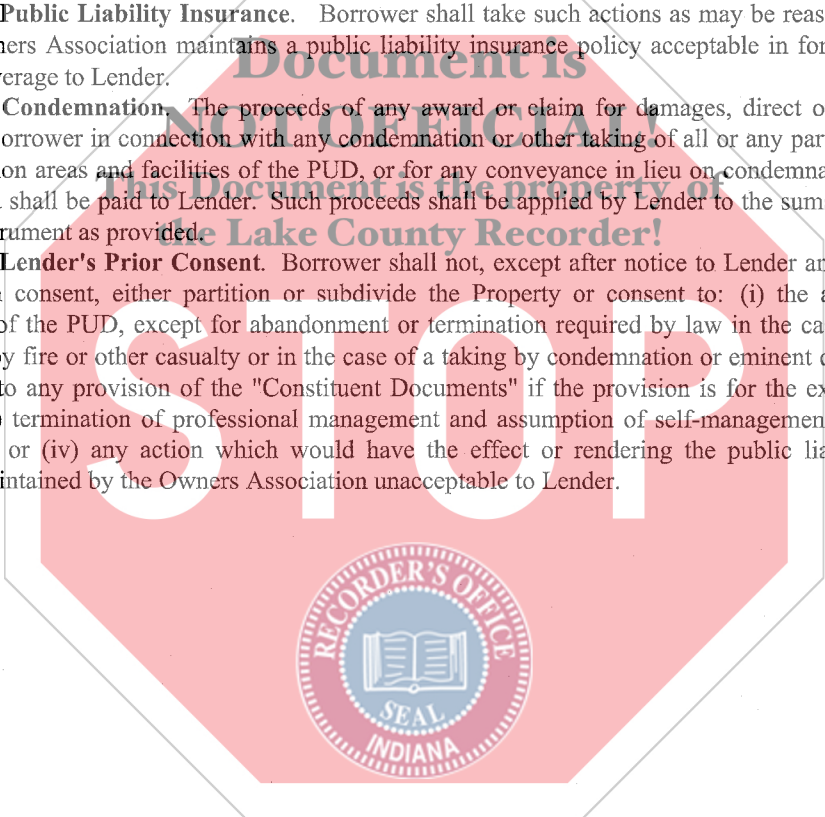 Public Liability Insurance. Borrower shall take such actions as may be reas
ners Association maintains a public liability insurance policy acceptable in for
verage to Lender.
Document is
Condemnation. The proceeds of any award or claim for damages, direct o
NOT OFFICIAL!
orrower in connection with any condemnation or other taking of all or any par
on areas and facilities of the PUD, or for any conveyance in lieu on condemna
This Document is the property of
shall be paid to Lender. Such proceeds shall be applied by Lender to the sum
rument as provided.
the Lake County Recorder!
Lender's Prior Consent. Borrower shall not, except after notice to Lender an
consent, either partition or subdivide the Property or consent to: (i) the a
of the PUD, except for abandonment or termination required by law in the ca
by fire or other casualty or in the case of a taking by condemnation or eminent d
to any provision of the "Constituent Documents" if the provision is for the ex
termination of professional management and assumption of self-managemen
or (iv) any action which would have the effect or rendering the public lia
intained by the Owners Association unacceptable to Lender.
STOP
RECORDER'S OFFICE
SEAL
INDIANA